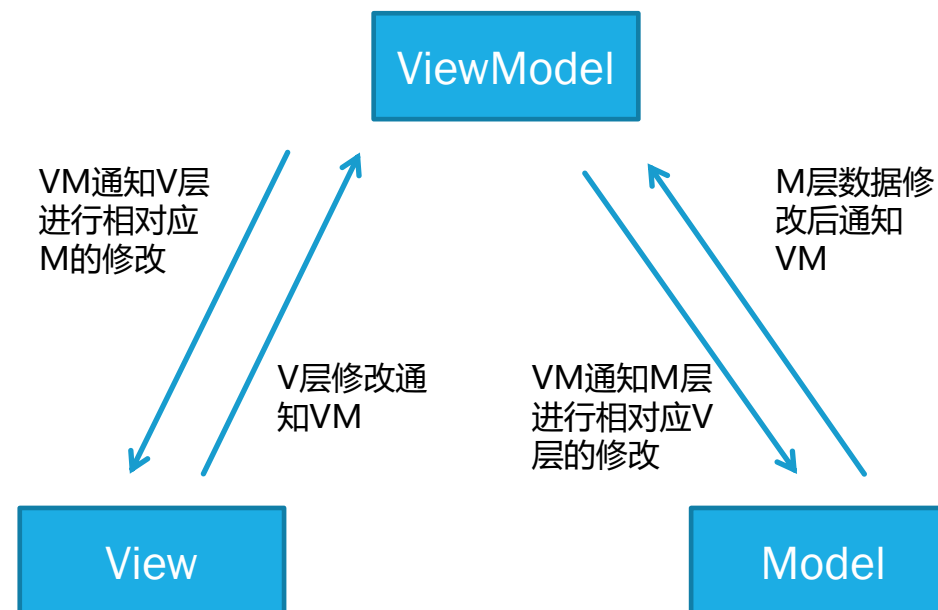 ViewModel
VM通知V层
进行相对应
M的修改
M层数据修
改后通知
VM
V层修改通
知VM
VM通知M层
进行相对应V
层的修改
View
Model